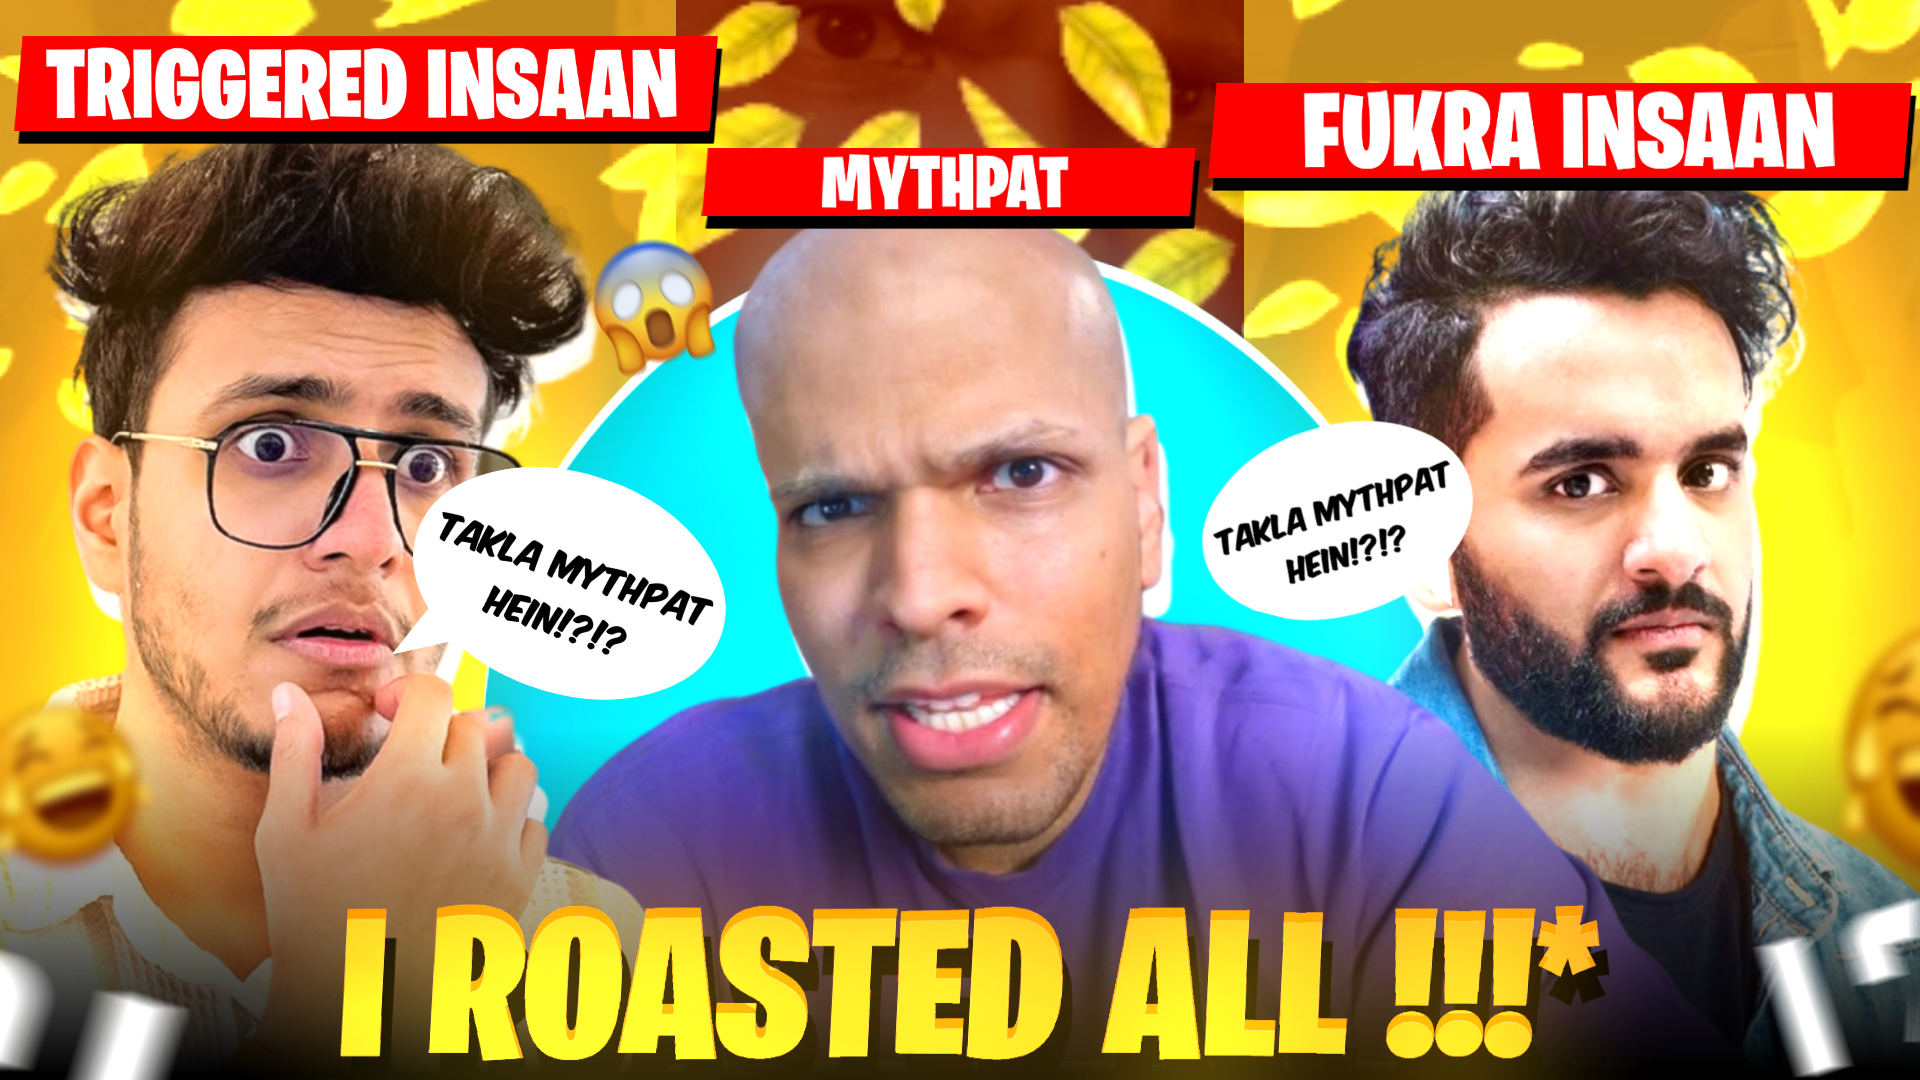 TRIGGERED INSAAN
MYTHPAT
FUKRA INSAAN
TAKLA MYTHPAT
HEIN!?!?
TAKLA MYTHPAT
HEIN!?!?
I ROASTED ALL !!!*